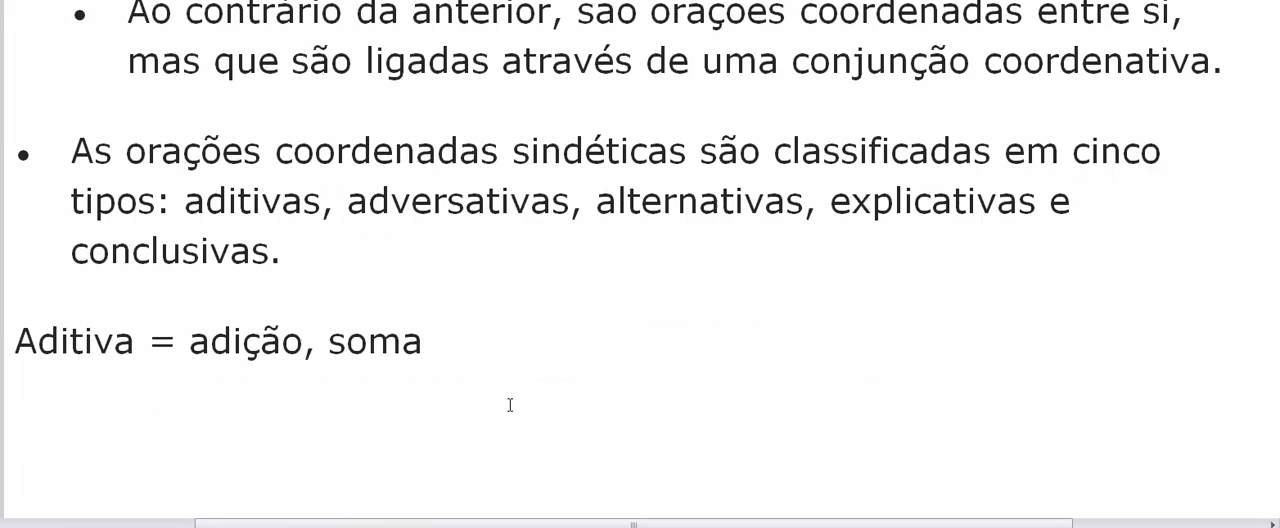 Ao contrário da anterior, são orações coordenadas entre si,
mas que são ligadas através de uma conjunção coordenativa.
As orações coordenadas sindéticas são classificadas em cinco
tipos: aditivas, adversativas, alternativas, explicativas e
conclusivas.
Aditiva = adição, soma